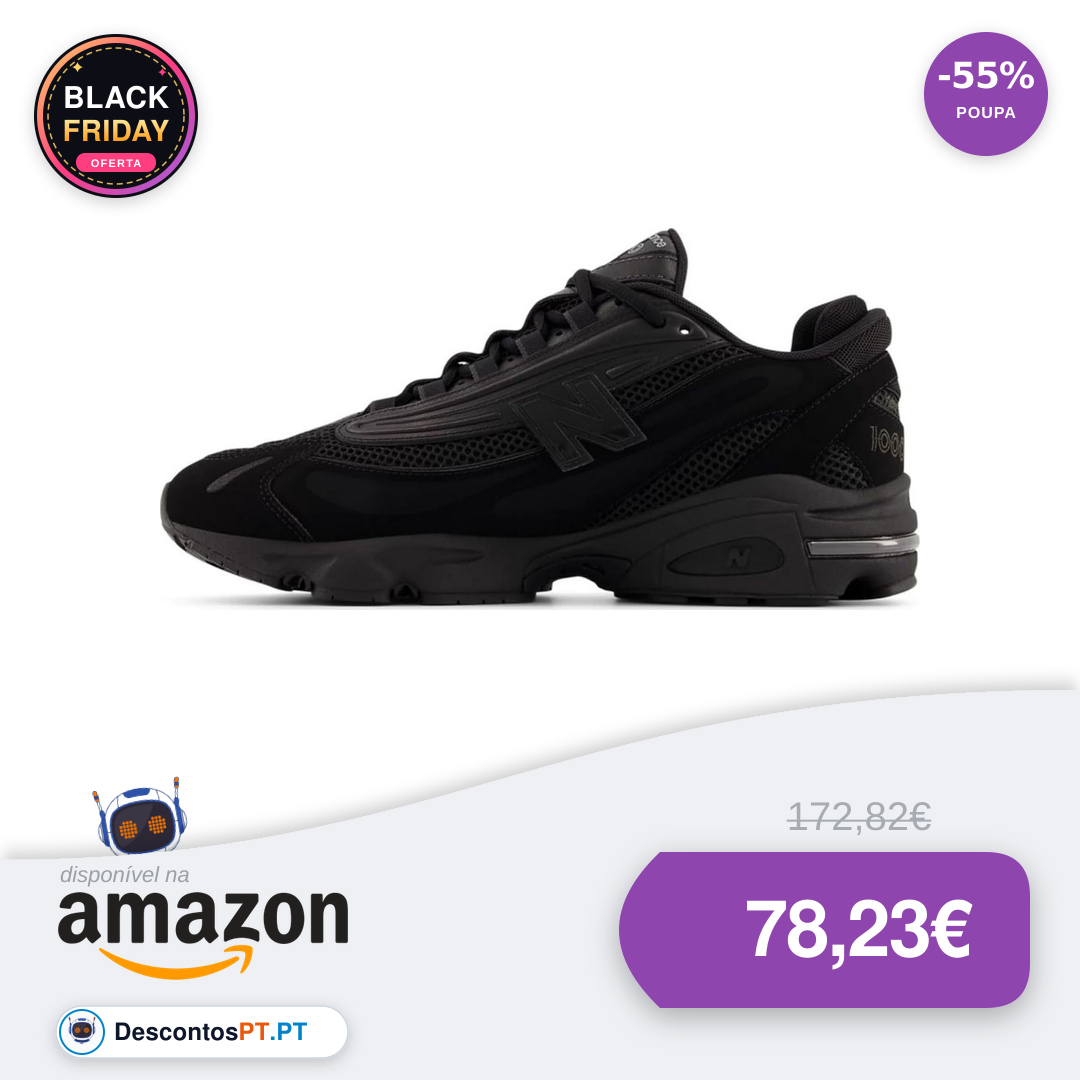 BLACK
FRIDAY
OFERTA
-55%
POUPA
N
N
172,82€
disponível na
amazon
78,23€
DescontosPT.PT